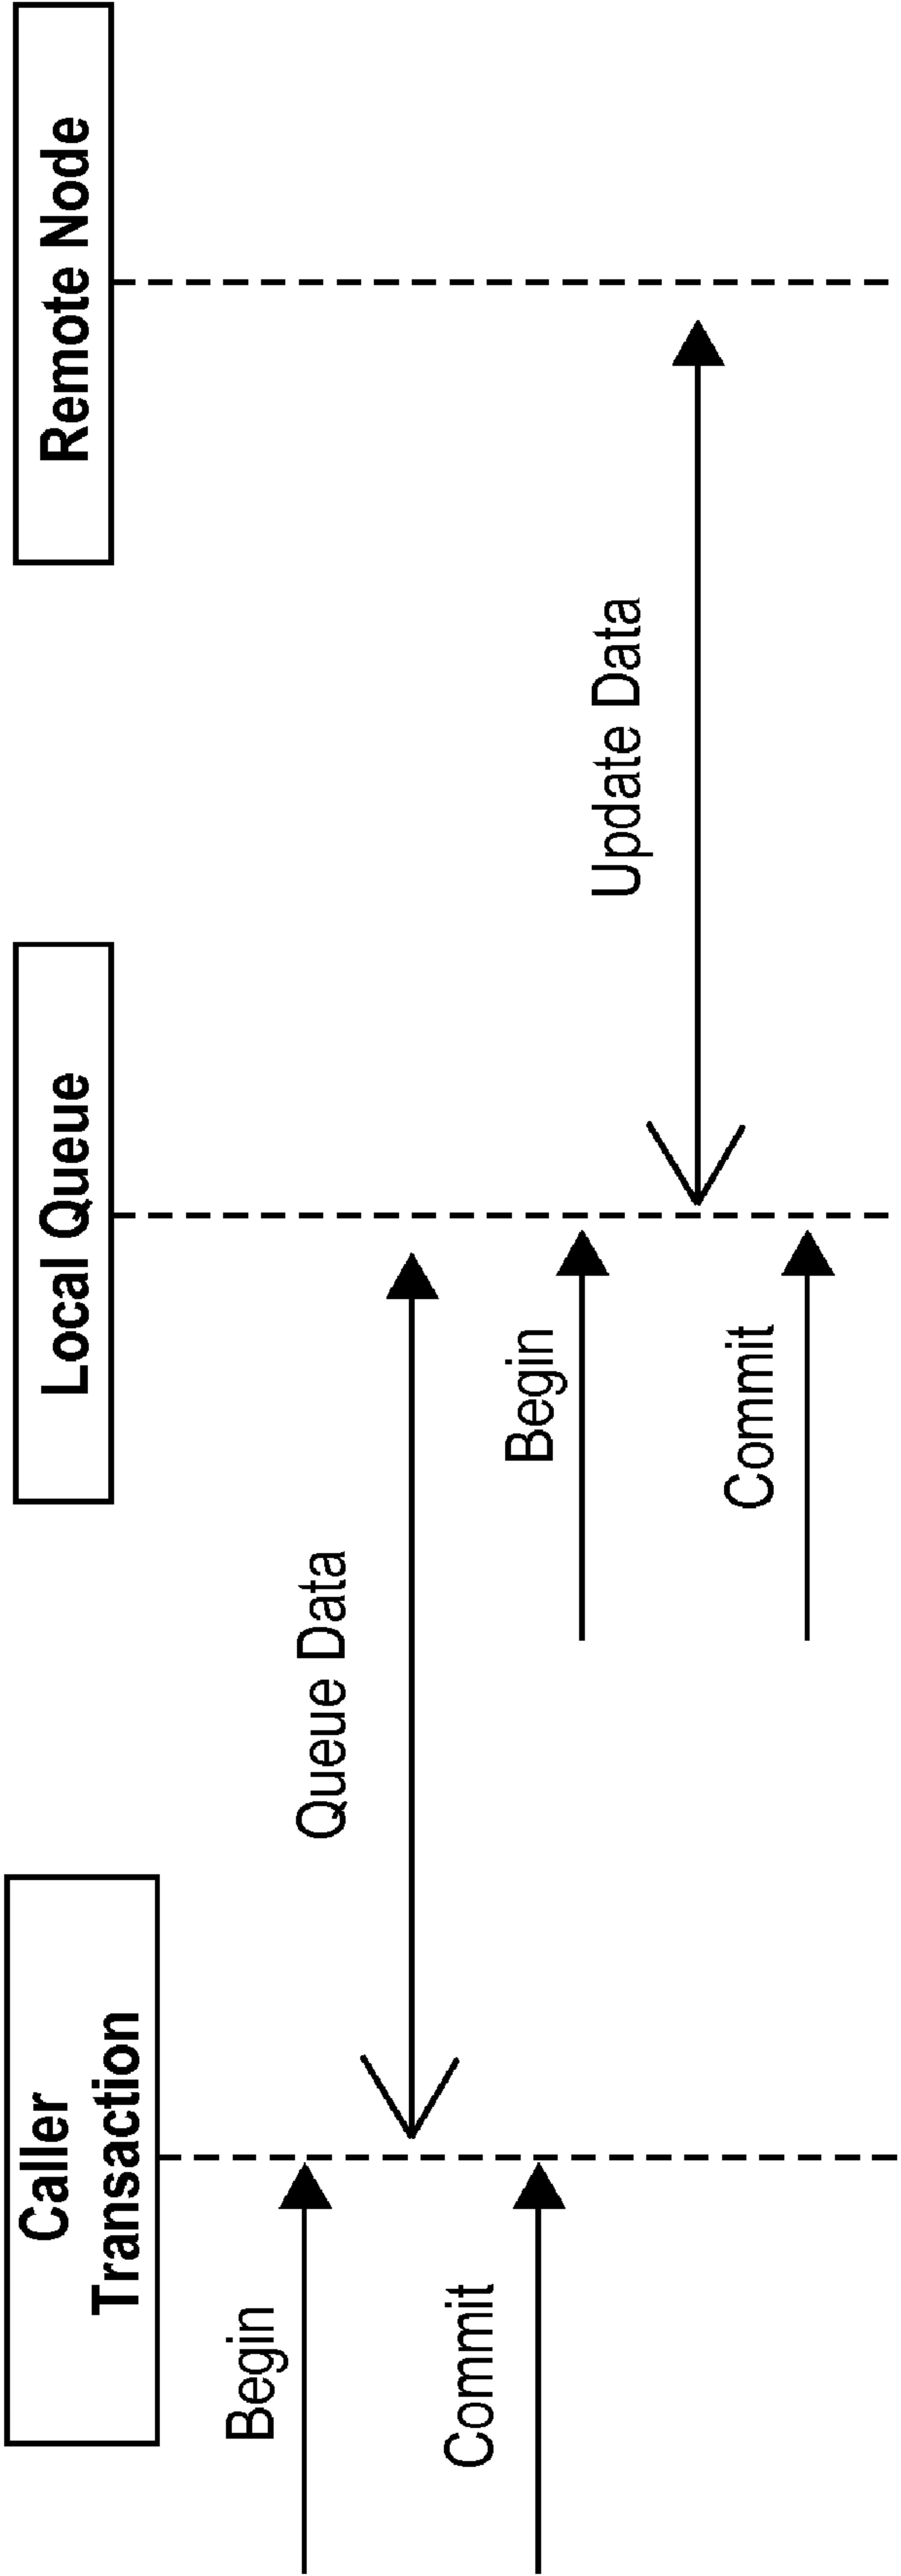 Caller
Transaction
Local Queue
Remote Node
Begin
Queue Data
Commit
Begin
Update Data
Commit